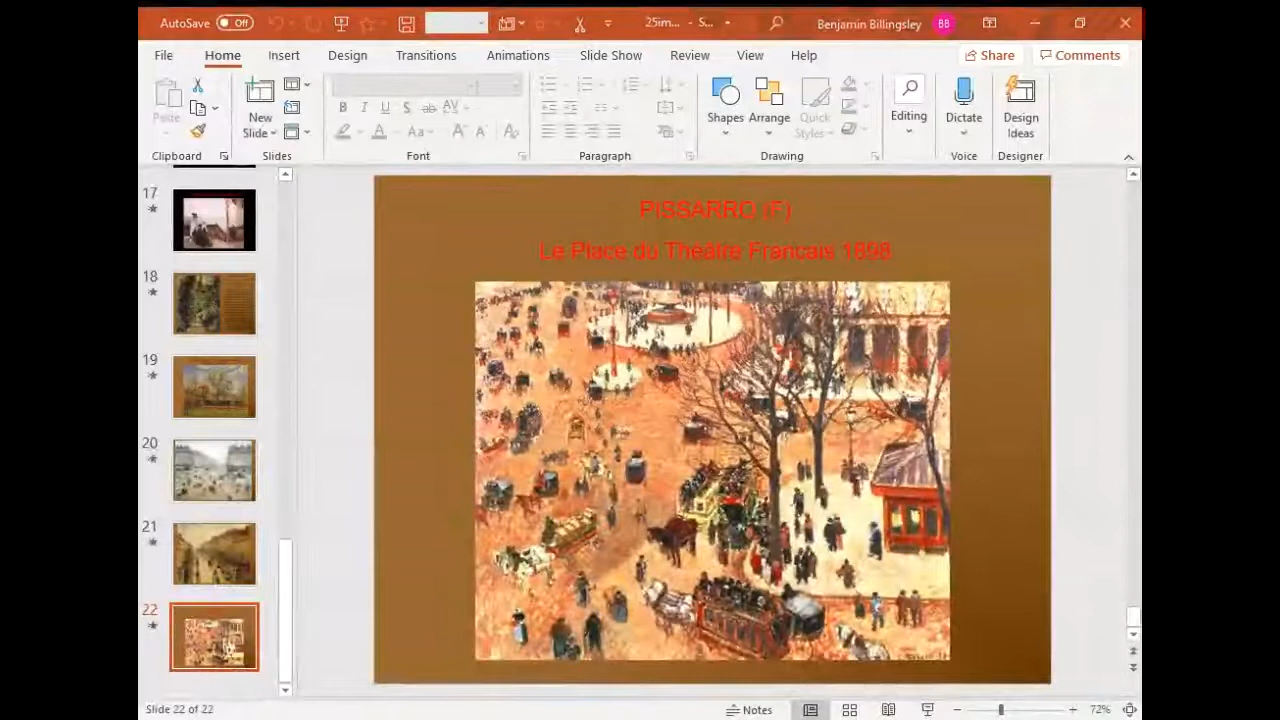 AutoSave Off 25im... - S... Benjamin Billingsley BB
File Home Insert Design Transitions Animations Slide Show Review View Help Share Comments
Paste New Slide Shapes Arrange Quick Styles Editing Dictate Design Ideas
Clipboard Slides Font Paragraph Drawing Voice Designer
17
18
19
20
21
22
PISSARRO (F)
Le Place du Théâtre Francais 1898
Slide 22 of 22 Notes 72%